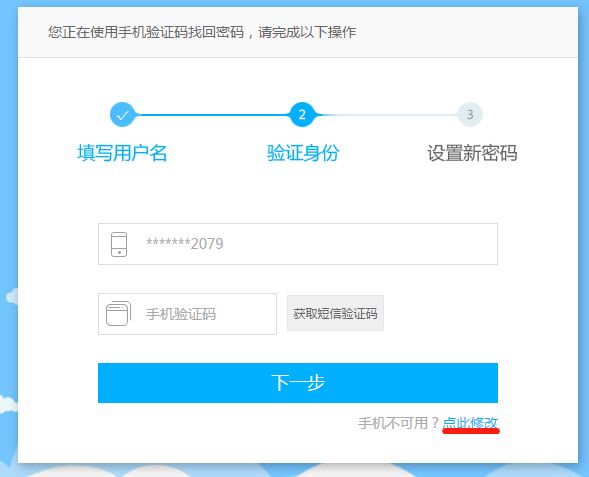 您正在使用手机验证码找回密码，请完成以下操作
2
3
填写用户名
验证身份
设置新密码
*******2079
手机验证码
获取短信验证码
下一步
手机不可用？点此修改